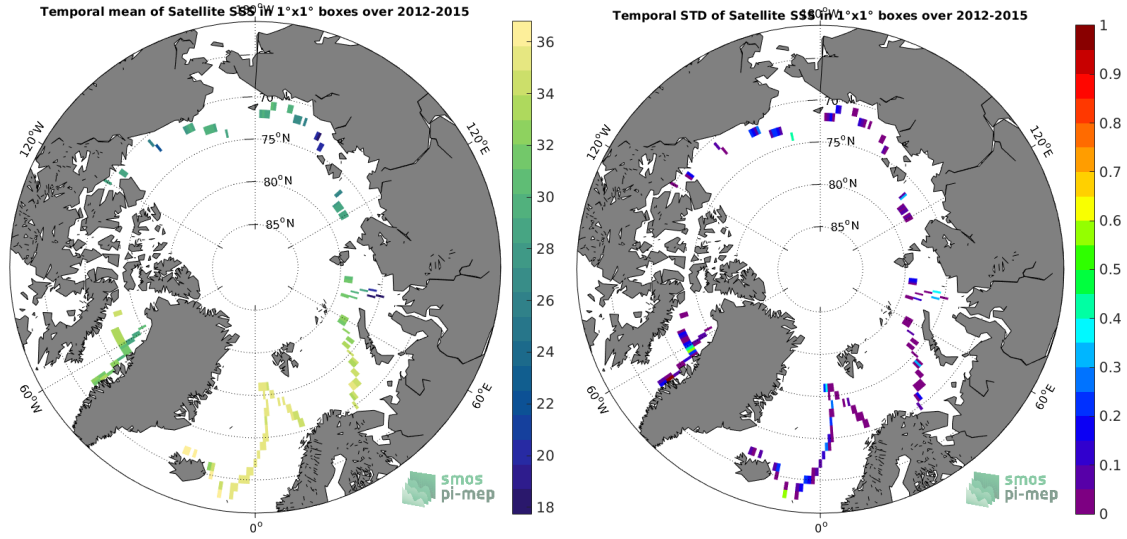 Temporal mean of Satellite SSS in 1°x1° boxes over 2012-2015
180°W
120°W
120°E
60°W
60°E
0°
70
75°N
80°N
85°N
36
34
32
30
28
26
24
22
20
18
smos
pi-mep
Temporal STD of Satellite SSS in 1°x1° boxes over 2012-2015
180°W
120°W
120°E
60°W
60°E
0°
70
75°N
80°N
85°N
1
0.9
0.8
0.7
0.6
0.5
0.4
0.3
0.2
0.1
0
smos
pi-mep